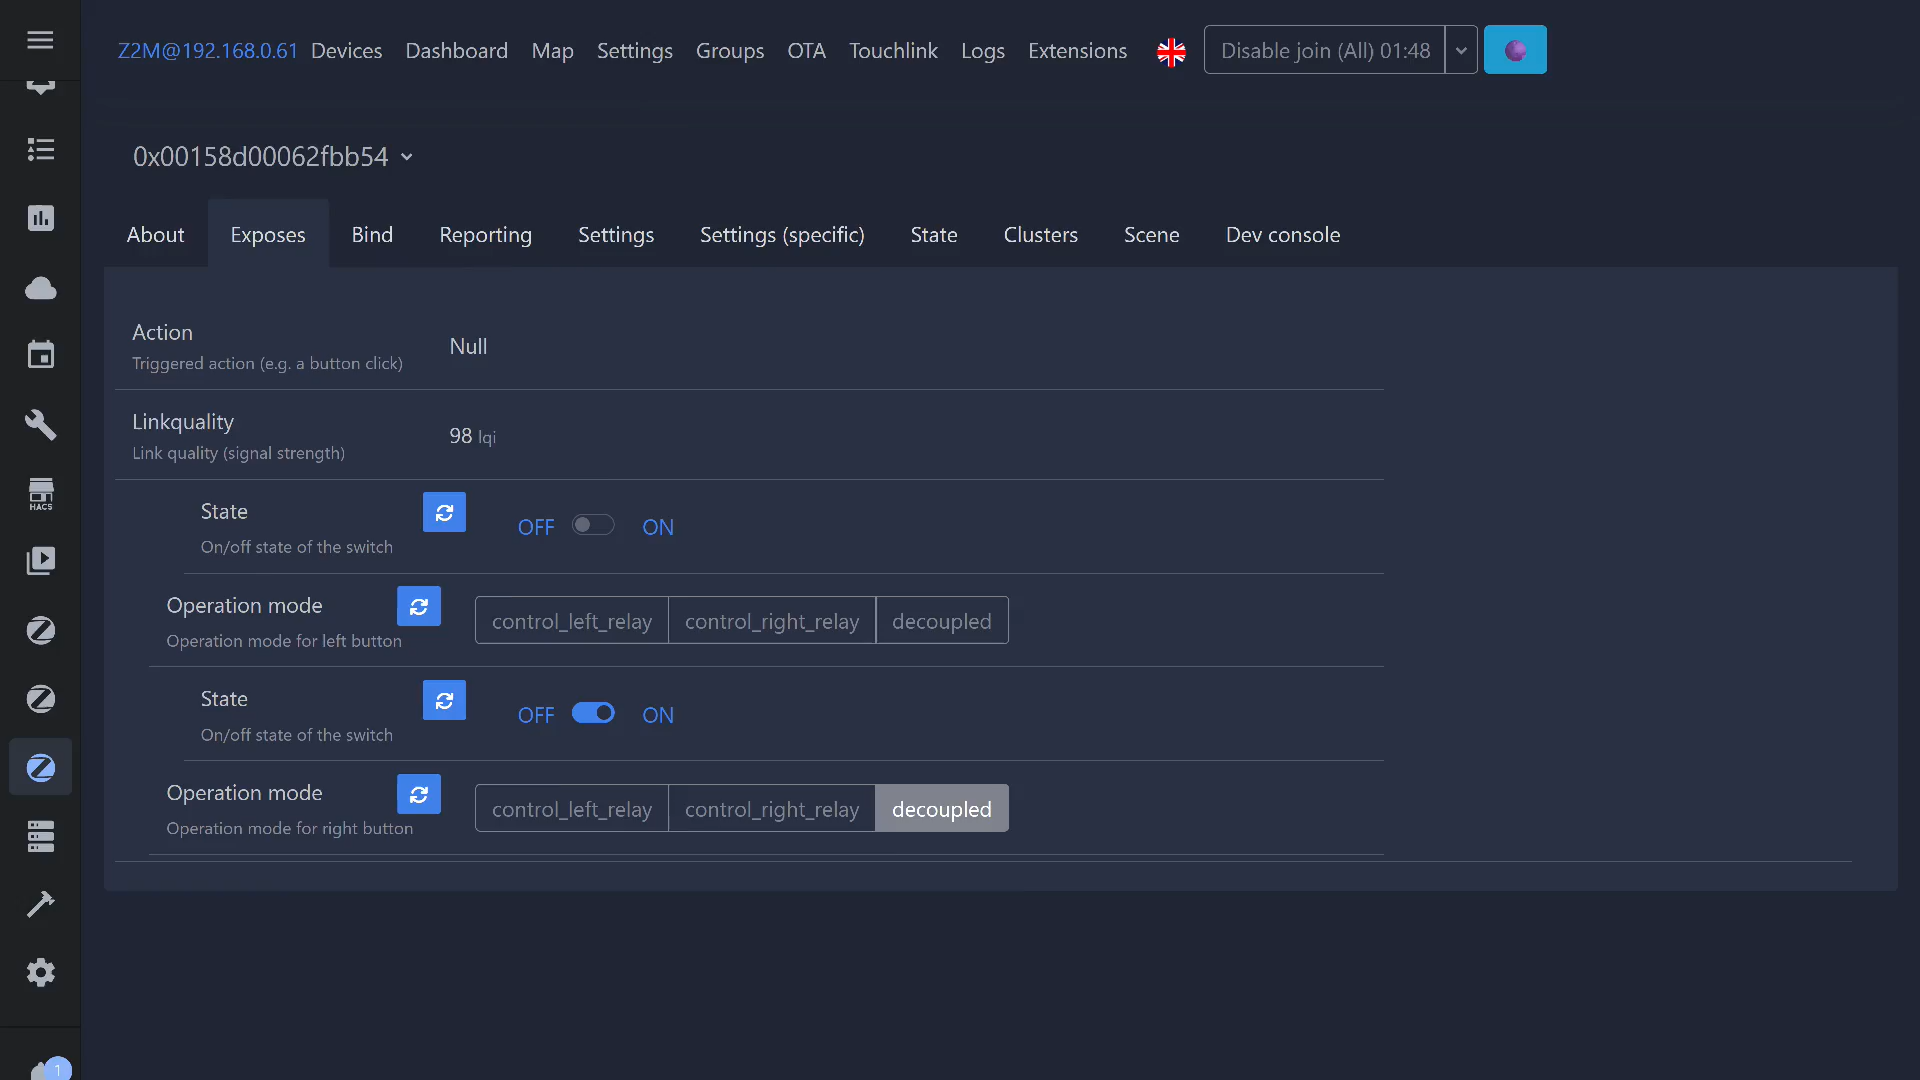 Z2M@192.168.0.61 Devices Dashboard Map Settings Groups OTA Touchlink Logs Extensions Disable join (All) 01:48
0x00158d00062fbb54
About Exposes Bind Reporting Settings Settings (specific) State Clusters Scene Dev console
Action
Null
Triggered action (e.g. a button click)
Linkquality
98 lqi
Link quality (signal strength)
State
OFF ON
On/off state of the switch
Operation mode
control_left_relay control_right_relay decoupled
Operation mode for left button
State
OFF ON
On/off state of the switch
Operation mode
control_left_relay control_right_relay decoupled
Operation mode for right button
HACS
1